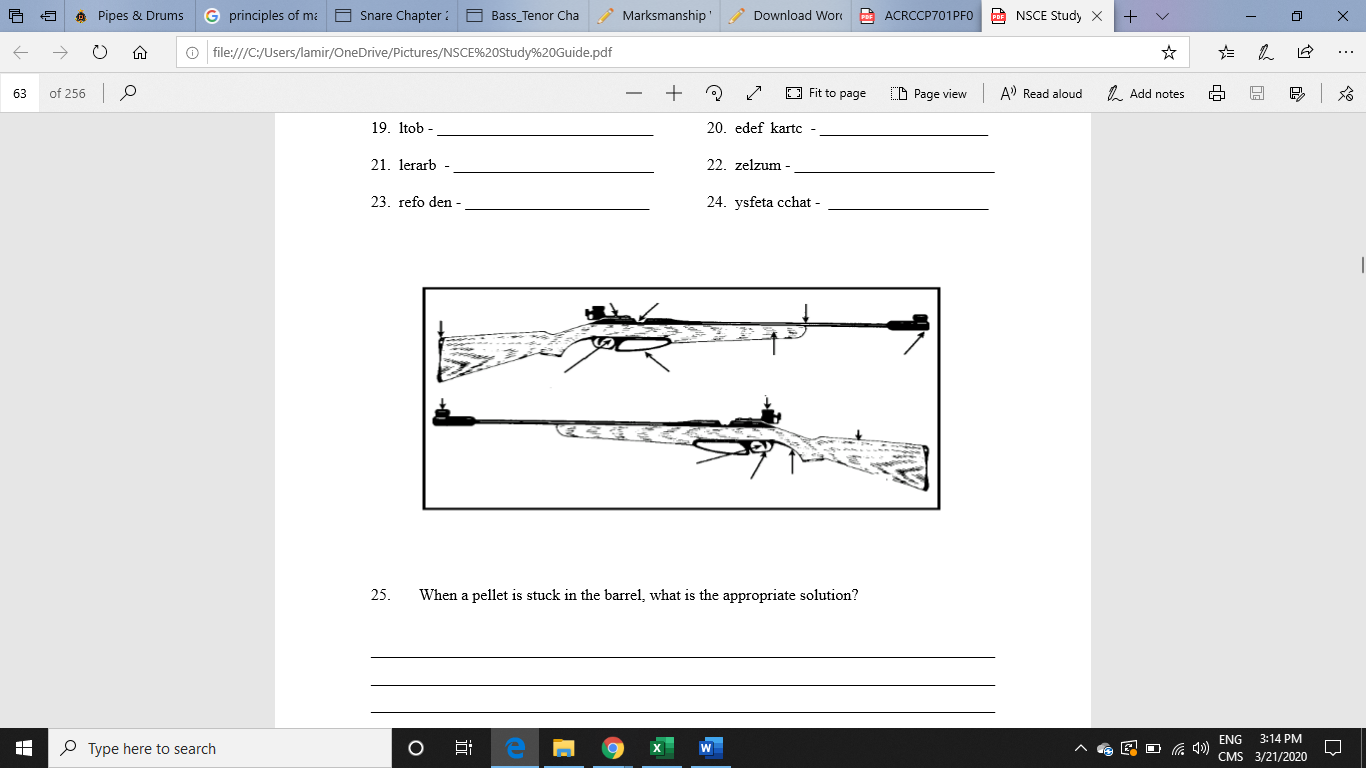 Pipes & Drums
principles of ma
Snare Chapter 2
Bass_Tenor Cha
Marksmanship
Download Word
ACRCCP701PF0
NSCE Study
file:///C:/Users/lamir/OneDrive/Pictures/NSCE%20Study%20Guide.pdf
63 of 256
Fit to page
Page view
Read aloud
Add notes
19. ltob - 
20. edef kartc - 
21. lerarb - 
22. zelzum - 
23. refo den - 
24. ysfeta cchat - 
25. When a pellet is stuck in the barrel, what is the appropriate solution?
Type here to search
ENG
CMS
3:14 PM
3/21/2020